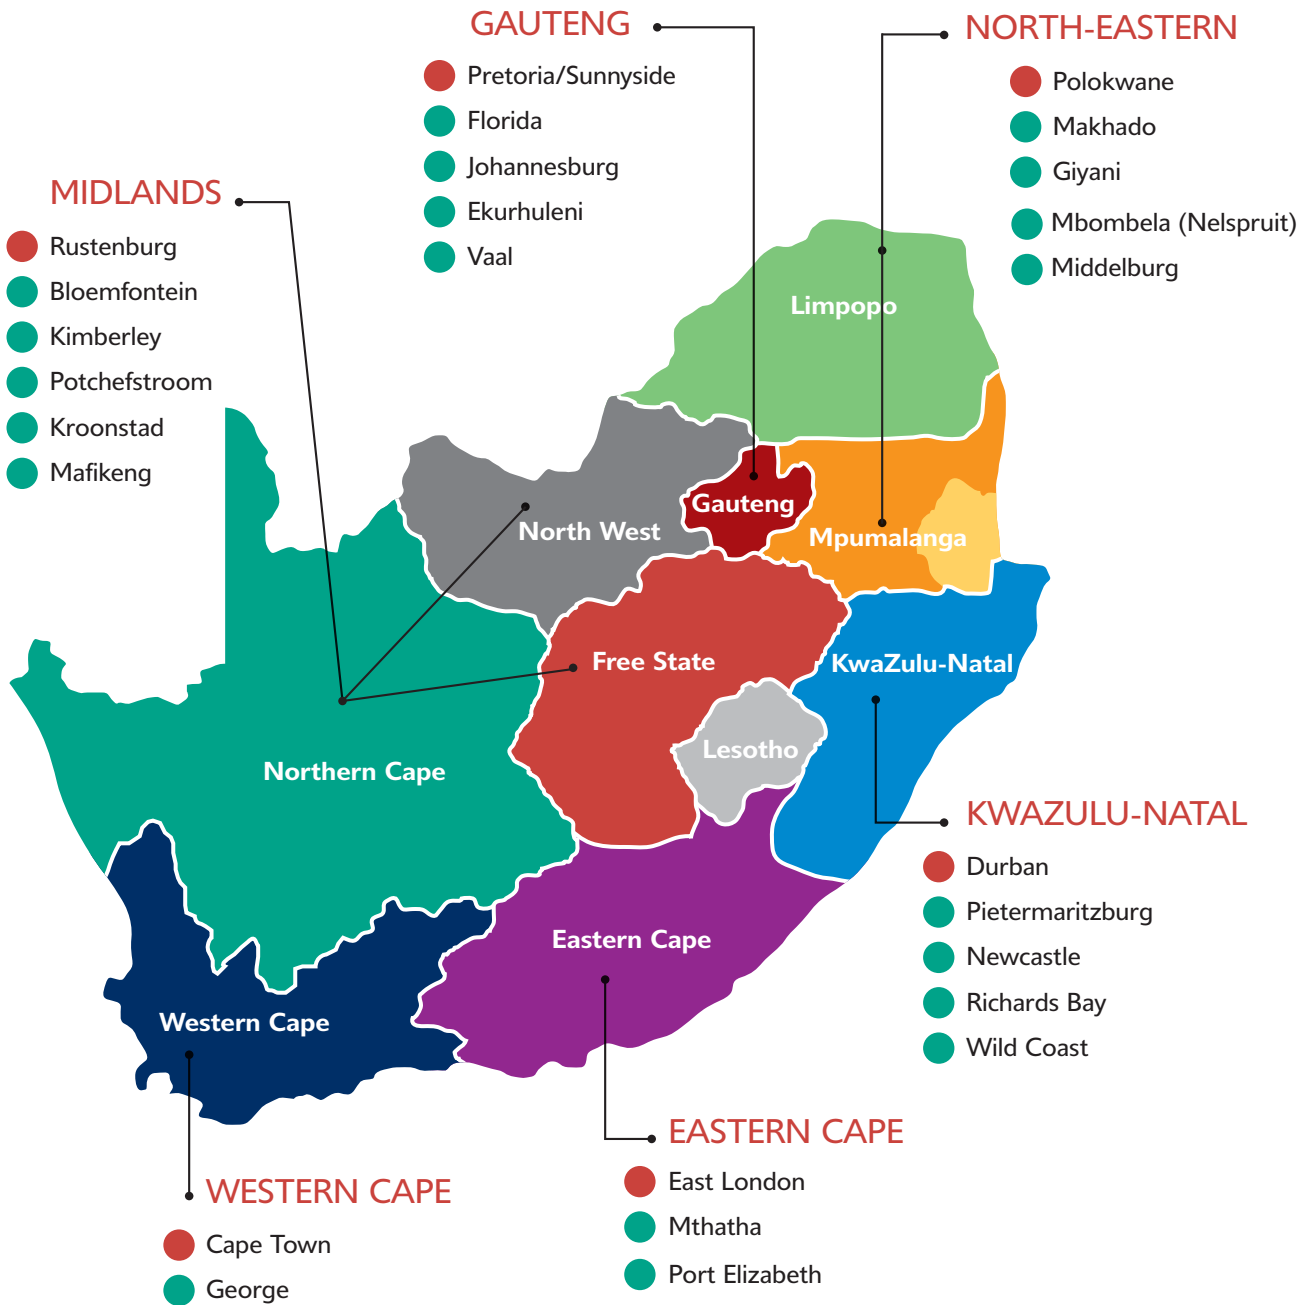 GAUTENG
Pretoria/Sunnyside
Florida
Johannesburg
Ekurhuleni
Vaal
NORTH-EASTERN
Polokwane
Makhado
Giyani
Mbombela (Nelspruit)
Middelburg
MIDLANDS
Rustenburg
Bloemfontein
Kimberley
Potchefstroom
Kroonstad
Mafikeng
Limpopo
Gauteng
North West
Mpumalanga
Free State
KwaZulu-Natal
Lesotho
Northern Cape
Eastern Cape
Western Cape
KWAZULU-NATAL
Durban
Pietermaritzburg
Newcastle
Richards Bay
Wild Coast
EASTERN CAPE
East London
Mthatha
Port Elizabeth
WESTERN CAPE
Cape Town
George